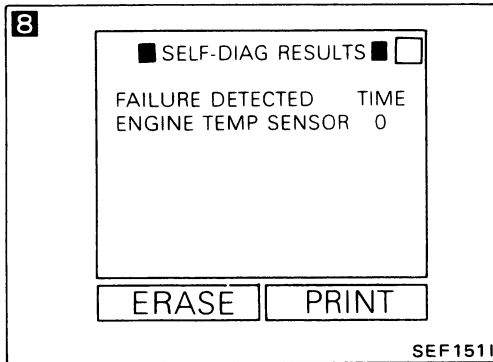 8
SELF-DIAG RESULTS
FAILURE DETECTED TIME
ENGINE TEMP SENSOR 0
ERASE PRINT
SEF151I